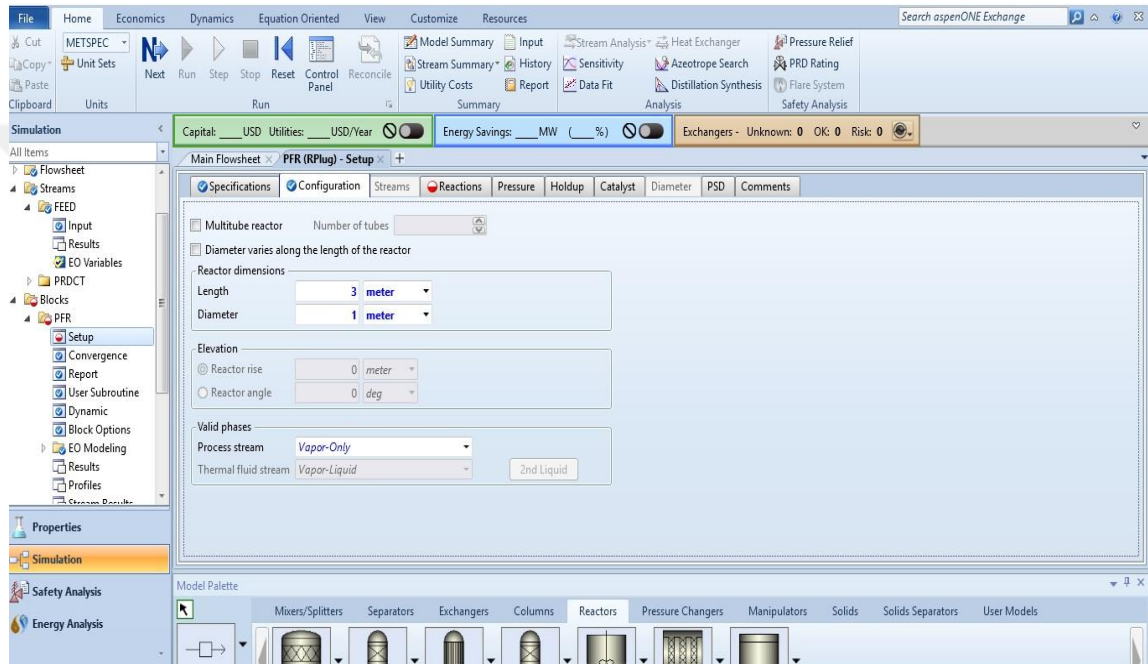 File Home Economics Dynamics Equation Oriented View Customize Resources Search aspenONE Exchange
Cut METSPEC Model Summary Input Stream Analysis Heat Exchanger Pressure Relief
Copy Unit Sets Next Run Step Stop Reset Control Panel Reconcile Stream Summary History Sensitivity Azeotrope Search PRD Rating
Paste Utility Costs Report Data Fit Distillation Synthesis Flare System
Clipboard Units Run Summary Analysis Safety Analysis
Simulation Capital: ____USD Utilities: ____USD/Year Energy Savings: ____MW (____%) Exchangers - Unknown: 0 OK: 0 Risk: 0
All Items Main Flowsheet PFR (RPlug) - Setup +
Flowsheet
Streams
FEED
Input
Results
EO Variables
PRDCT
Blocks
PFR
Setup
Convergence
Report
User Subroutine
Dynamic
Block Options
EO Modeling
Results
Profiles
Stream Results
Properties
Simulation
Safety Analysis
Energy Analysis
Specifications Configuration Streams Reactions Pressure Holdup Catalyst Diameter PSD Comments
Multitube reactor Number of tubes
Diameter varies along the length of the reactor
Reactor dimensions
Length 3 meter
Diameter 1 meter
Elevation
Reactor rise 0 meter
Reactor angle 0 deg
Valid phases
Process stream Vapor-Only
Thermal fluid stream Vapor-Liquid 2nd Liquid
Model Palette
Mixers/Splitters Separators Exchangers Columns Reactors Pressure Changers Manipulators Solids Solids Separators User Models